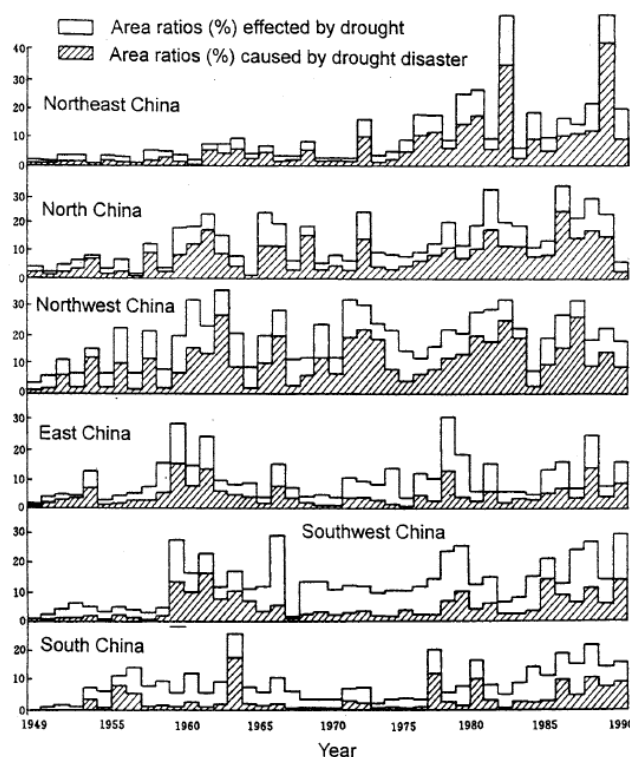 Area ratios (%) effected by drought
Area ratios (%) caused by drought disaster
40
30
20
10
0
Northeast China
30
20
10
0
North China
30
20
10
0
Northwest China
30
20
10
0
East China
30
20
10
0
Southwest China
20
10
0
South China
1949 1955 1960 1965 1970 1975 1980 1985 1990
Year